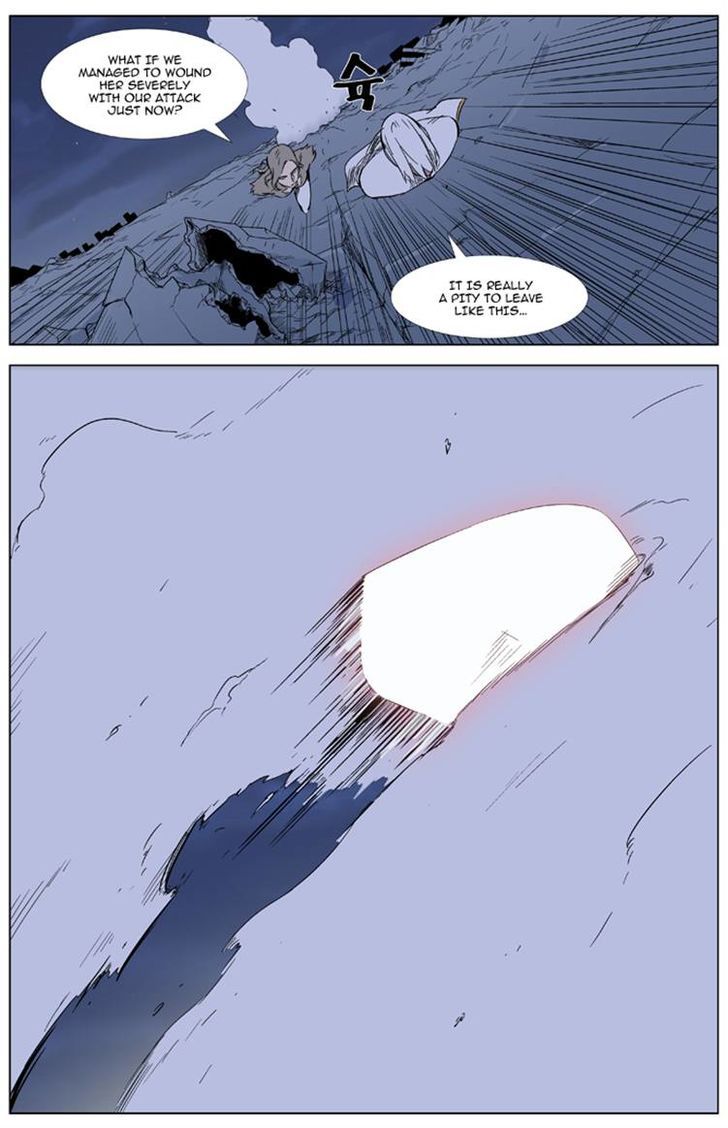 WHAT IF WE
MANAGED TO WOUND
HER SEVERELY
WITH OUR ATTACK
JUST NOW?
슉
IT IS REALLY
A PITY TO LEAVE
LIKE THIS...